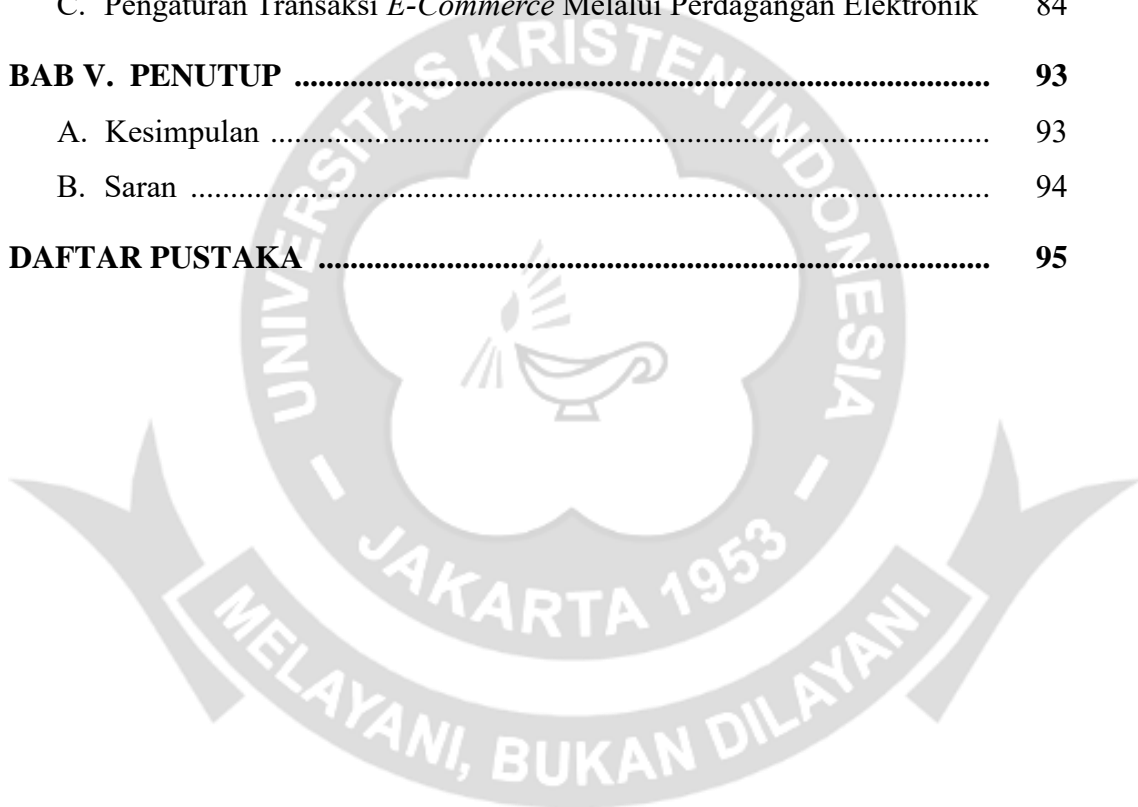 C. Pengaturan Transaksi E-Commerce Melalui Perdagangan Elektronik 84
BAB V. PENUTUP ........................................................................................ 93
A. Kesimpulan ........................................................................................... 93
B. Saran ..................................................................................................... 94
DAFTAR PUSTAKA ..................................................................................... 95
UNIVERSITAS KRISTEN INDONESIA
JAKARTA 1953
MELAYANI, BUKAN DILAYANI